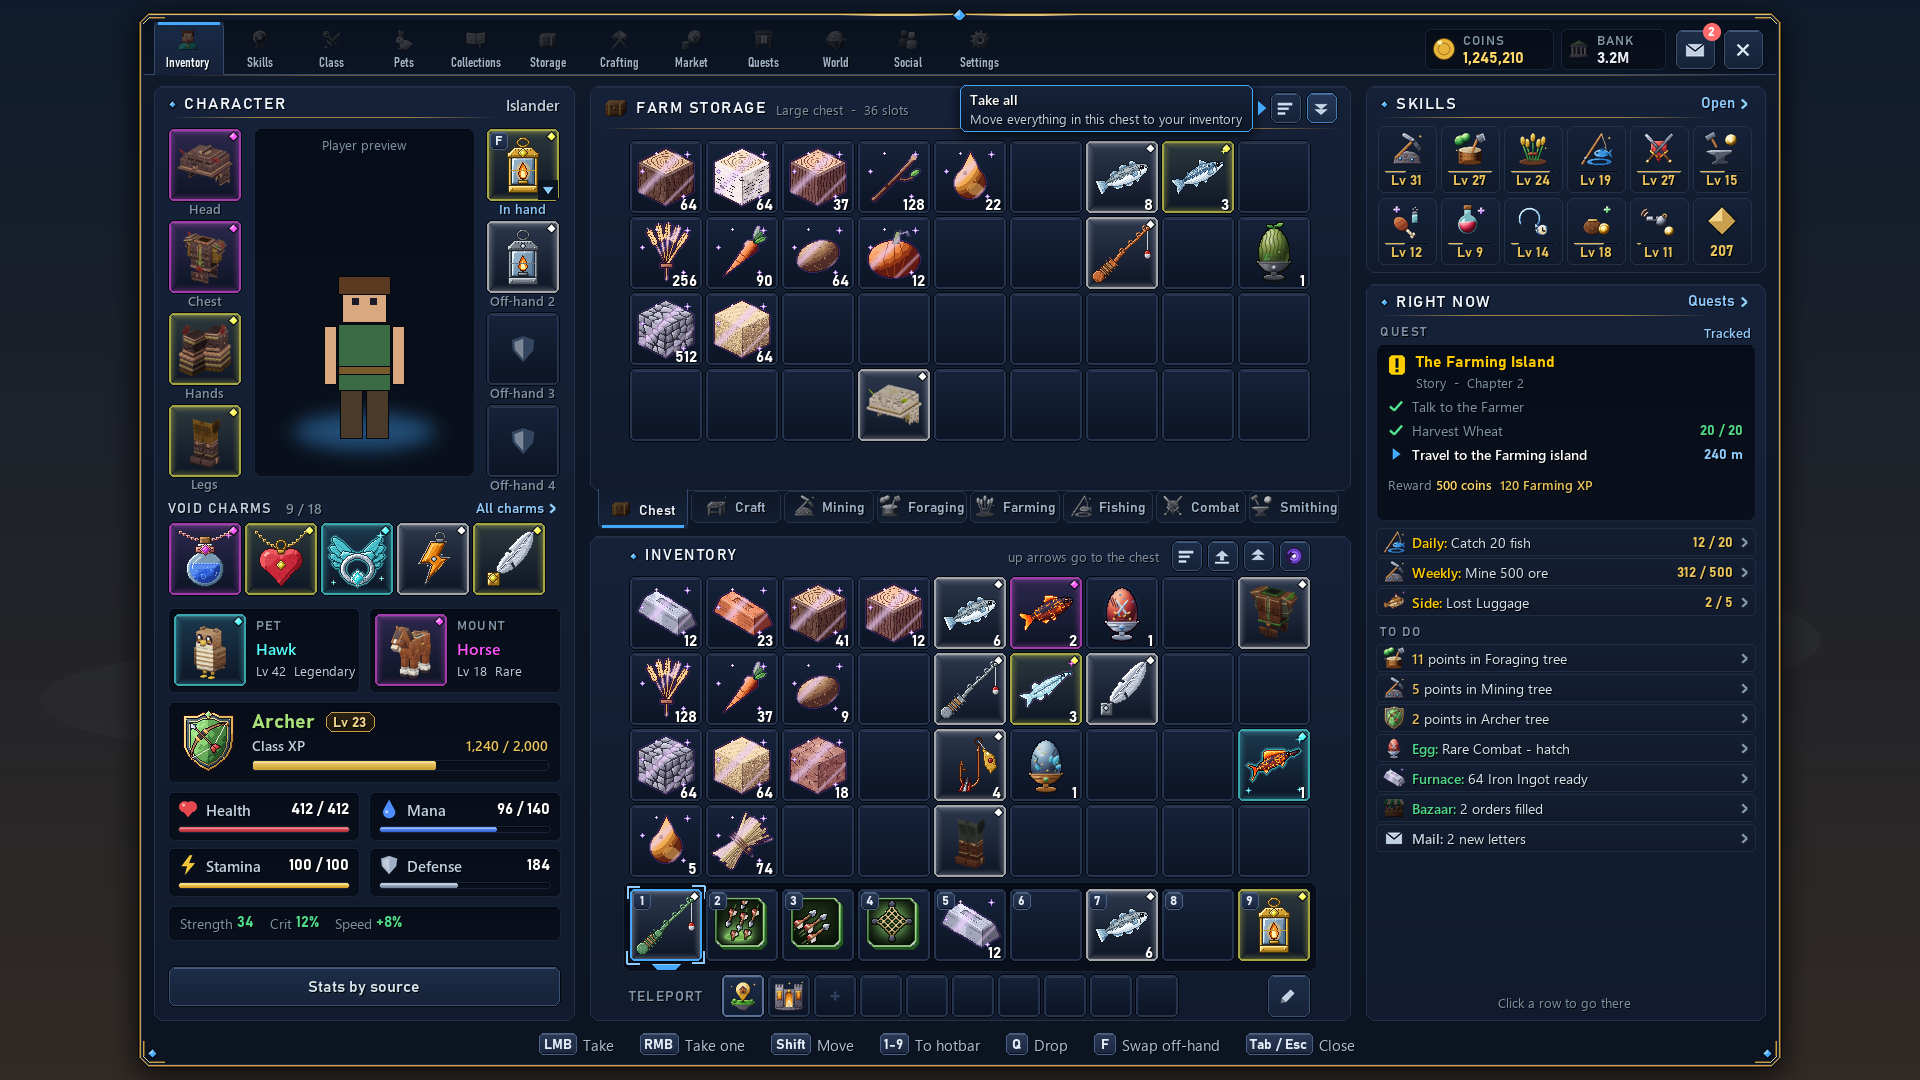 Inventory
Skills
Class
Pets
Collections
Storage
Crafting
Market
Quests
World
Social
Settings
COINS
1,245,210
BANK
3.2M
2
CHARACTER
Islander
Player preview
Head
Chest
Hands
Legs
F
In hand
Off-hand 2
Off-hand 3
Off-hand 4
VOID CHARMS 9 / 18
All charms
PET
Hawk
Lv 42 Legendary
MOUNT
Horse
Lv 18 Rare
Archer Lv 23
Class XP 1,240 / 2,000
Health 412 / 412
Mana 96 / 140
Stamina 100 / 100
Defense 184
Strength 34 Crit 12% Speed +8%
Stats by source
FARM STORAGE Large chest - 36 slots
Take all
Move everything in this chest to your inventory
64 64 37 128 22 8 3
256 90 64 12 1
512 64
Chest
Craft
Mining
Foraging
Farming
Fishing
Combat
Smithing
INVENTORY
up arrows go to the chest
12 23 41 12 6 2 1
128 37 9 3
64 64 18 4 1 1
5 74
1 2 3 4 5 6 7 8 9
12 6
TELEPORT
LMB Take RMB Take one Shift Move 1-9 To hotbar Q Drop F Swap off-hand Tab / Esc Close
SKILLS
Open
Lv 31 Lv 27 Lv 24 Lv 19 Lv 27 Lv 15
Lv 12 Lv 9 Lv 14 Lv 18 Lv 11 207
RIGHT NOW
Quests
QUEST
Tracked
The Farming Island
Story - Chapter 2
Talk to the Farmer
Harvest Wheat 20 / 20
Travel to the Farming island 240 m
Reward 500 coins 120 Farming XP
Daily: Catch 20 fish 12 / 20
Weekly: Mine 500 ore 312 / 500
Side: Lost Luggage 2 / 5
TO DO
11 points in Foraging tree
5 points in Mining tree
2 points in Archer tree
Egg: Rare Combat - hatch
Furnace: 64 Iron Ingot ready
Bazaar: 2 orders filled
Mail: 2 new letters
Click a row to go there